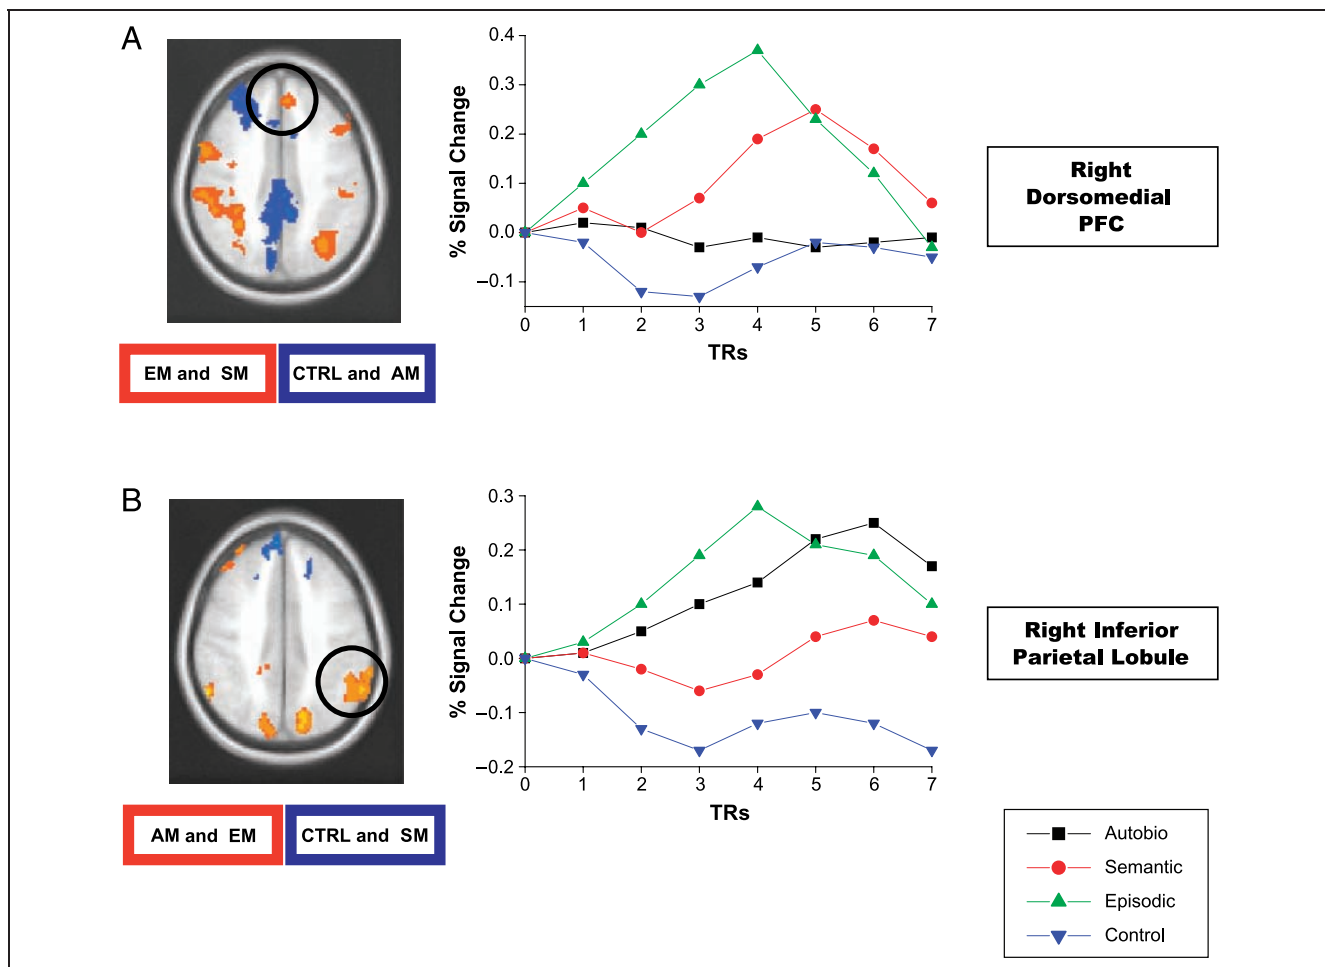 A
0.4
0.3
0.2
0.1
0.0
–0.1
% Signal Change
0 1 2 3 4 5 6 7
TRs
Right
Dorsomedial
PFC
EM and SM
CTRL and AM
B
0.3
0.2
0.1
0.0
–0.1
–0.2
% Signal Change
0 1 2 3 4 5 6 7
TRs
Right Inferior
Parietal Lobule
AM and EM
CTRL and SM
Autobio
Semantic
Episodic
Control